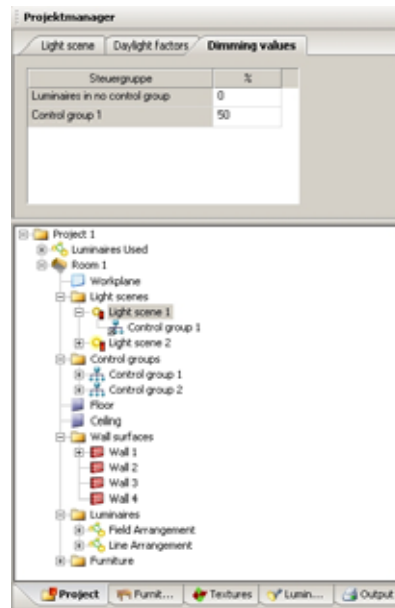 Projektmanager
Light scene Daylight factors Dimming values
Steuergruppe %
Luminaires in no control group 0
Control group 1 50
Project 1
Luminaires Used
Room 1
Workplane
Light scenes
Light scene 1
Control group 1
Light scene 2
Control groups
Control group 1
Control group 2
Floor
Ceiling
Wall surfaces
Wall 1
Wall 2
Wall 3
Wall 4
Luminaires
Field Arrangement
Line Arrangement
Furniture
Project Furnit... Textures Lumin... Output